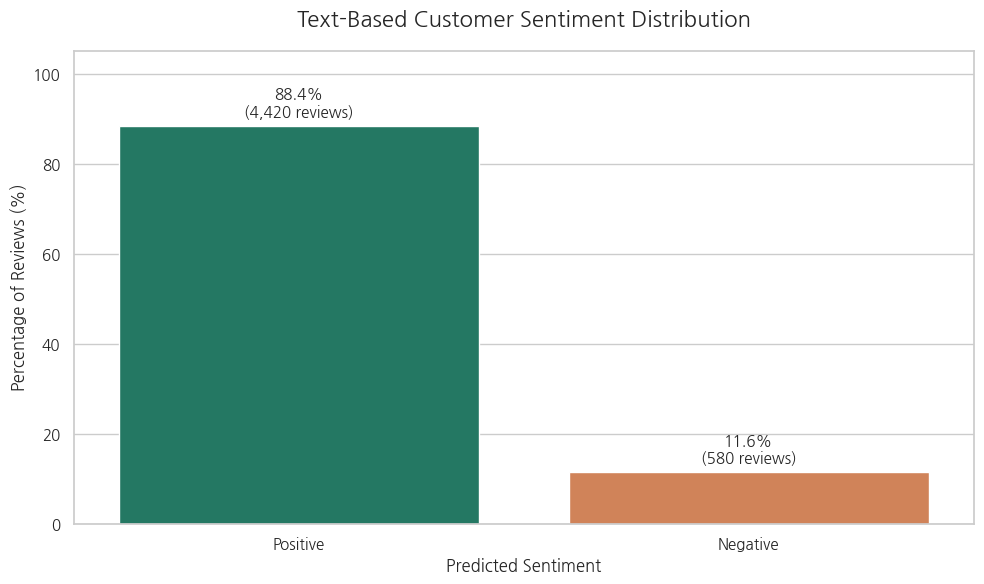 Text-Based Customer Sentiment Distribution
Percentage of Reviews (%)
100
80
60
40
20
0
88.4%
(4,420 reviews)
11.6%
(580 reviews)
Positive
Negative
Predicted Sentiment